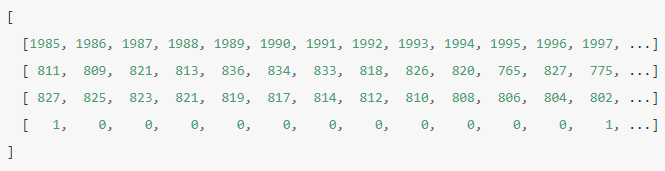 [
[1985, 1986, 1987, 1988, 1989, 1990, 1991, 1992, 1993, 1994, 1995, 1996, 1997, ...]
[ 811, 809, 821, 813, 836, 834, 833, 818, 826, 820, 765, 827, 775, ...]
[ 827, 825, 823, 821, 819, 817, 814, 812, 810, 808, 806, 804, 802, ...]
[ 1, 0, 0, 0, 0, 0, 0, 0, 0, 0, 0, 0, 1, ...]
]